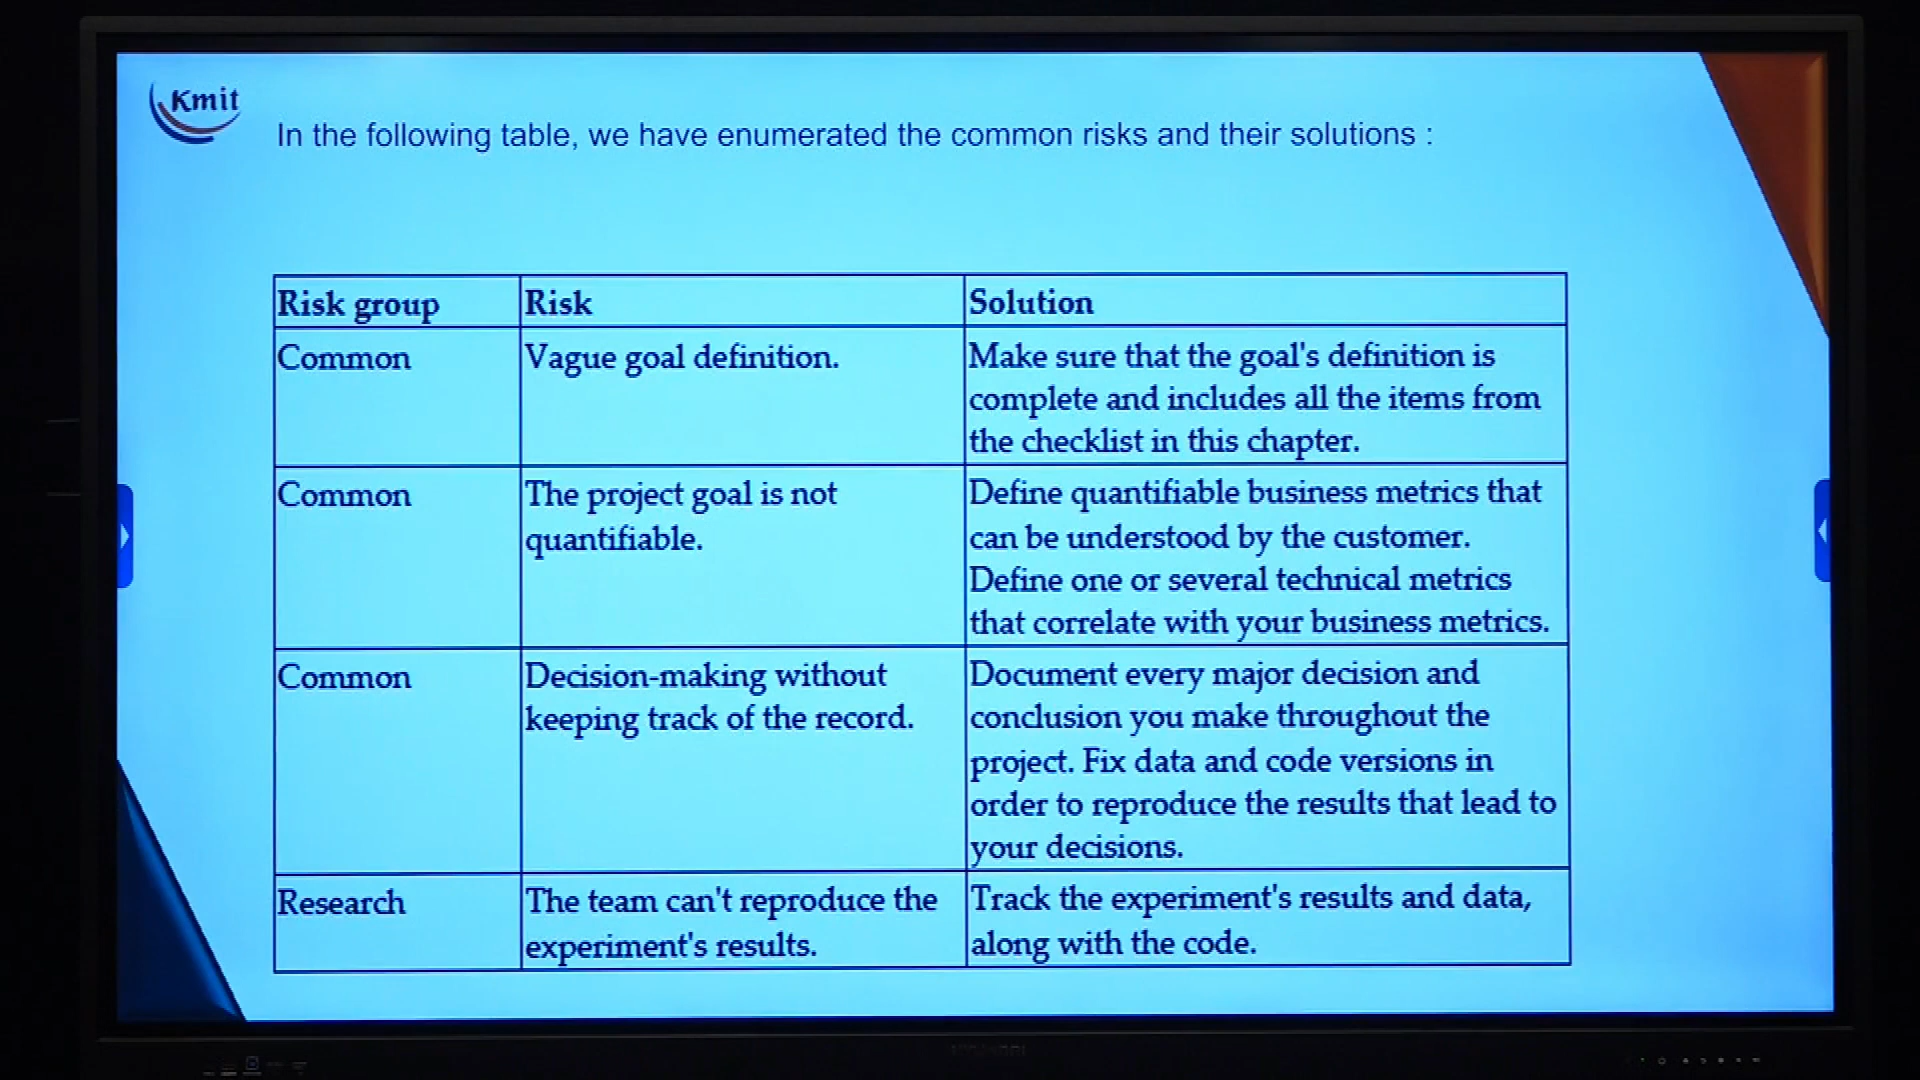 Kmit
In the following table, we have enumerated the common risks and their solutions :
Risk group
Risk
Solution
Common
Vague goal definition.
Make sure that the goal's definition is
complete and includes all the items from
the checklist in this chapter.
Common
The project goal is not
quantifiable.
Define quantifiable business metrics that
can be understood by the customer.
Define one or several technical metrics
that correlate with your business metrics.
Common
Decision-making without
keeping track of the record.
Document every major decision and
conclusion you make throughout the
project. Fix data and code versions in
order to reproduce the results that lead to
your decisions.
Research
The team can't reproduce the
experiment's results.
Track the experiment's results and data,
along with the code.